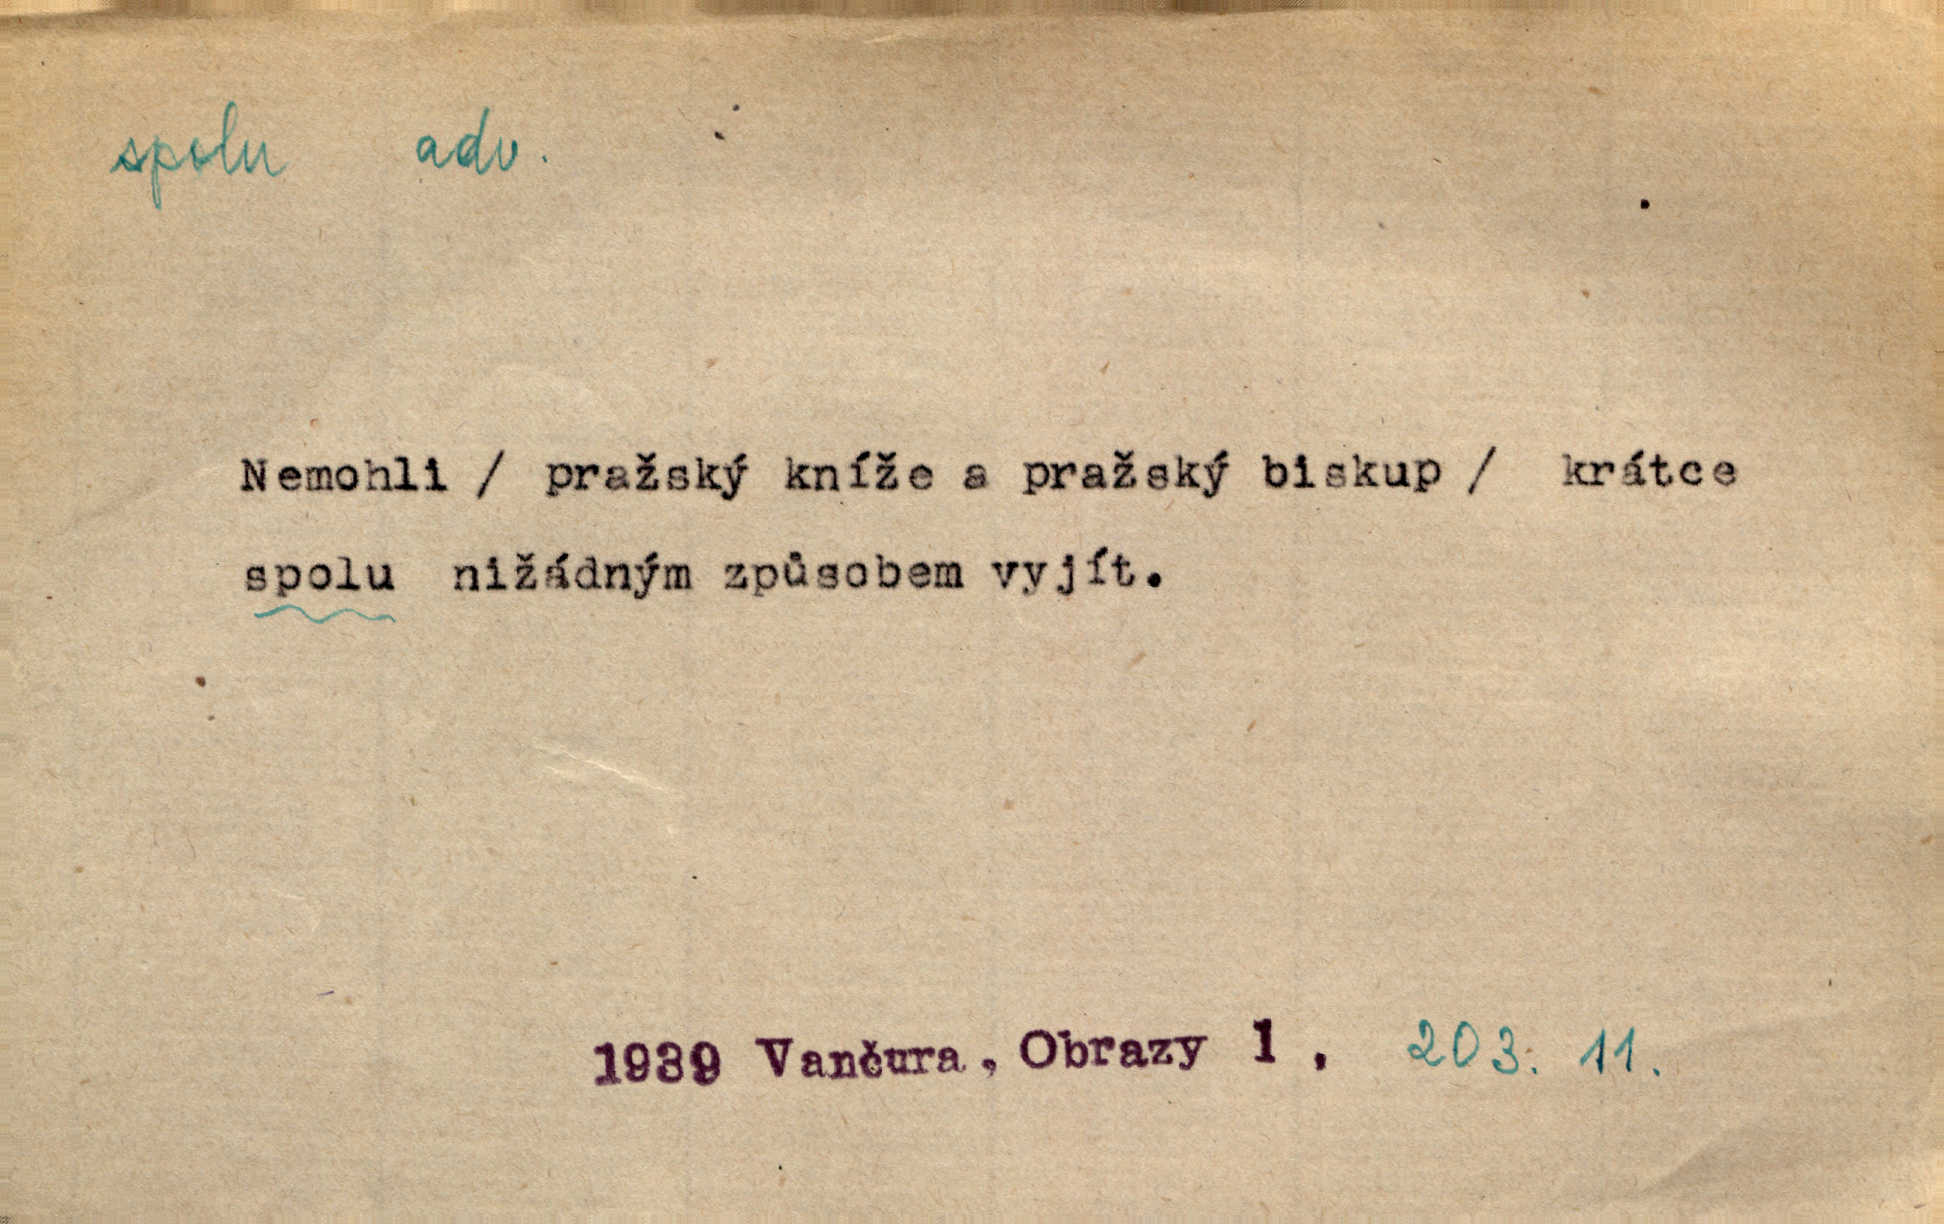 spolu adv.
Nemohli / pražský kníže a pražský biskup / krátce
spolu nižádným způsobem vyjít.
1939 Vančura, Obrazy 1, 203. 11.